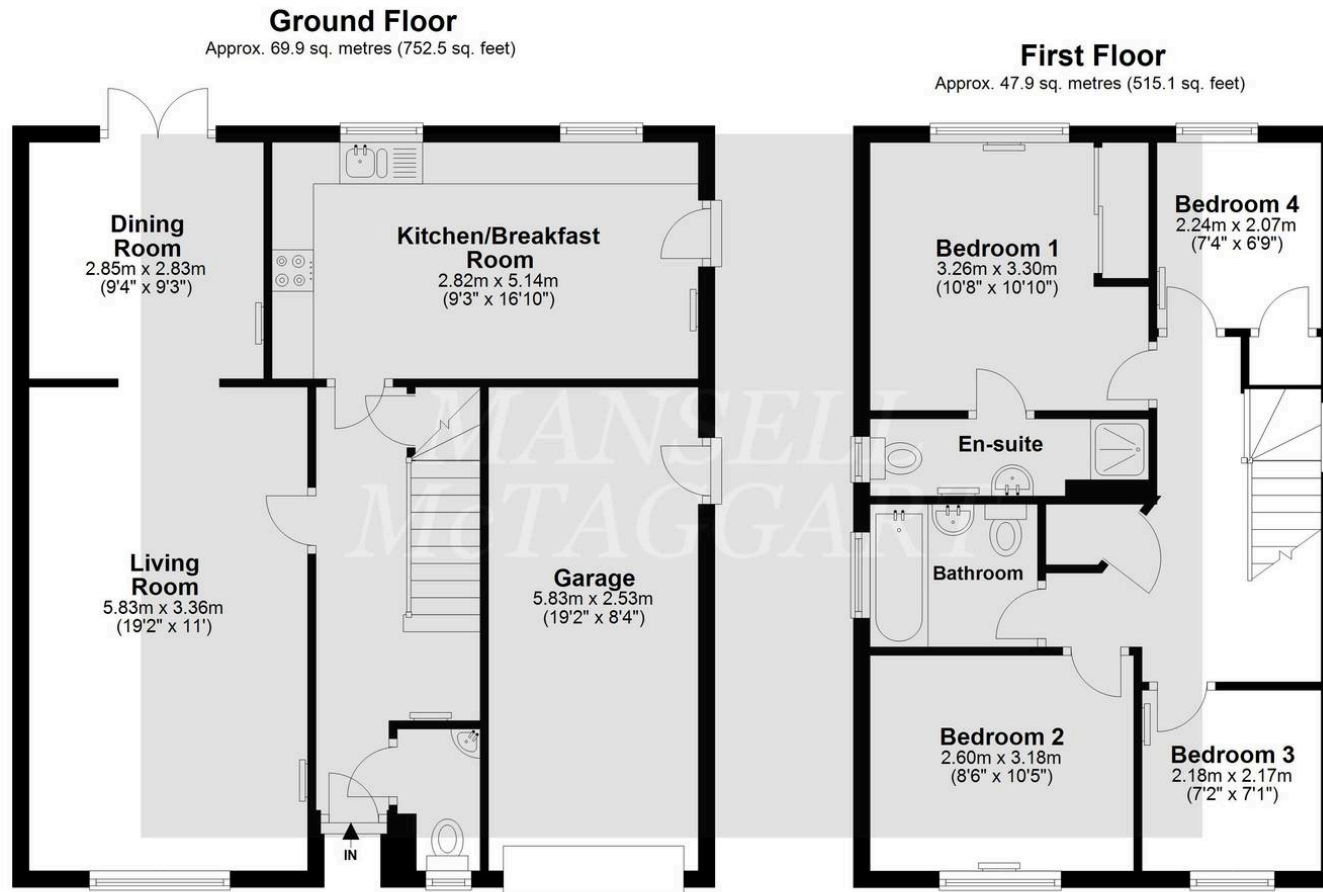 Ground Floor
Approx. 69.9 sq. metres (752.5 sq. feet)
Dining
Room
2.85m x 2.83m
(9'4" x 9'3")
Kitchen/Breakfast
Room
2.82m x 5.14m
(9'3" x 16'10")
Living
Room
5.83m x 3.36m
(19'2" x 11')
Garage
5.83m x 2.53m
(19'2" x 8'4")
IN
First Floor
Approx. 47.9 sq. metres (515.1 sq. feet)
Bedroom 1
3.26m x 3.30m
(10'8" x 10'10")
Bedroom 4
2.24m x 2.07m
(7'4" x 6'9")
En-suite
Bathroom
Bedroom 2
2.60m x 3.18m
(8'6" x 10'5")
Bedroom 3
2.18m x 2.17m
(7'2" x 7'1")
MANSELL
McTAGGART